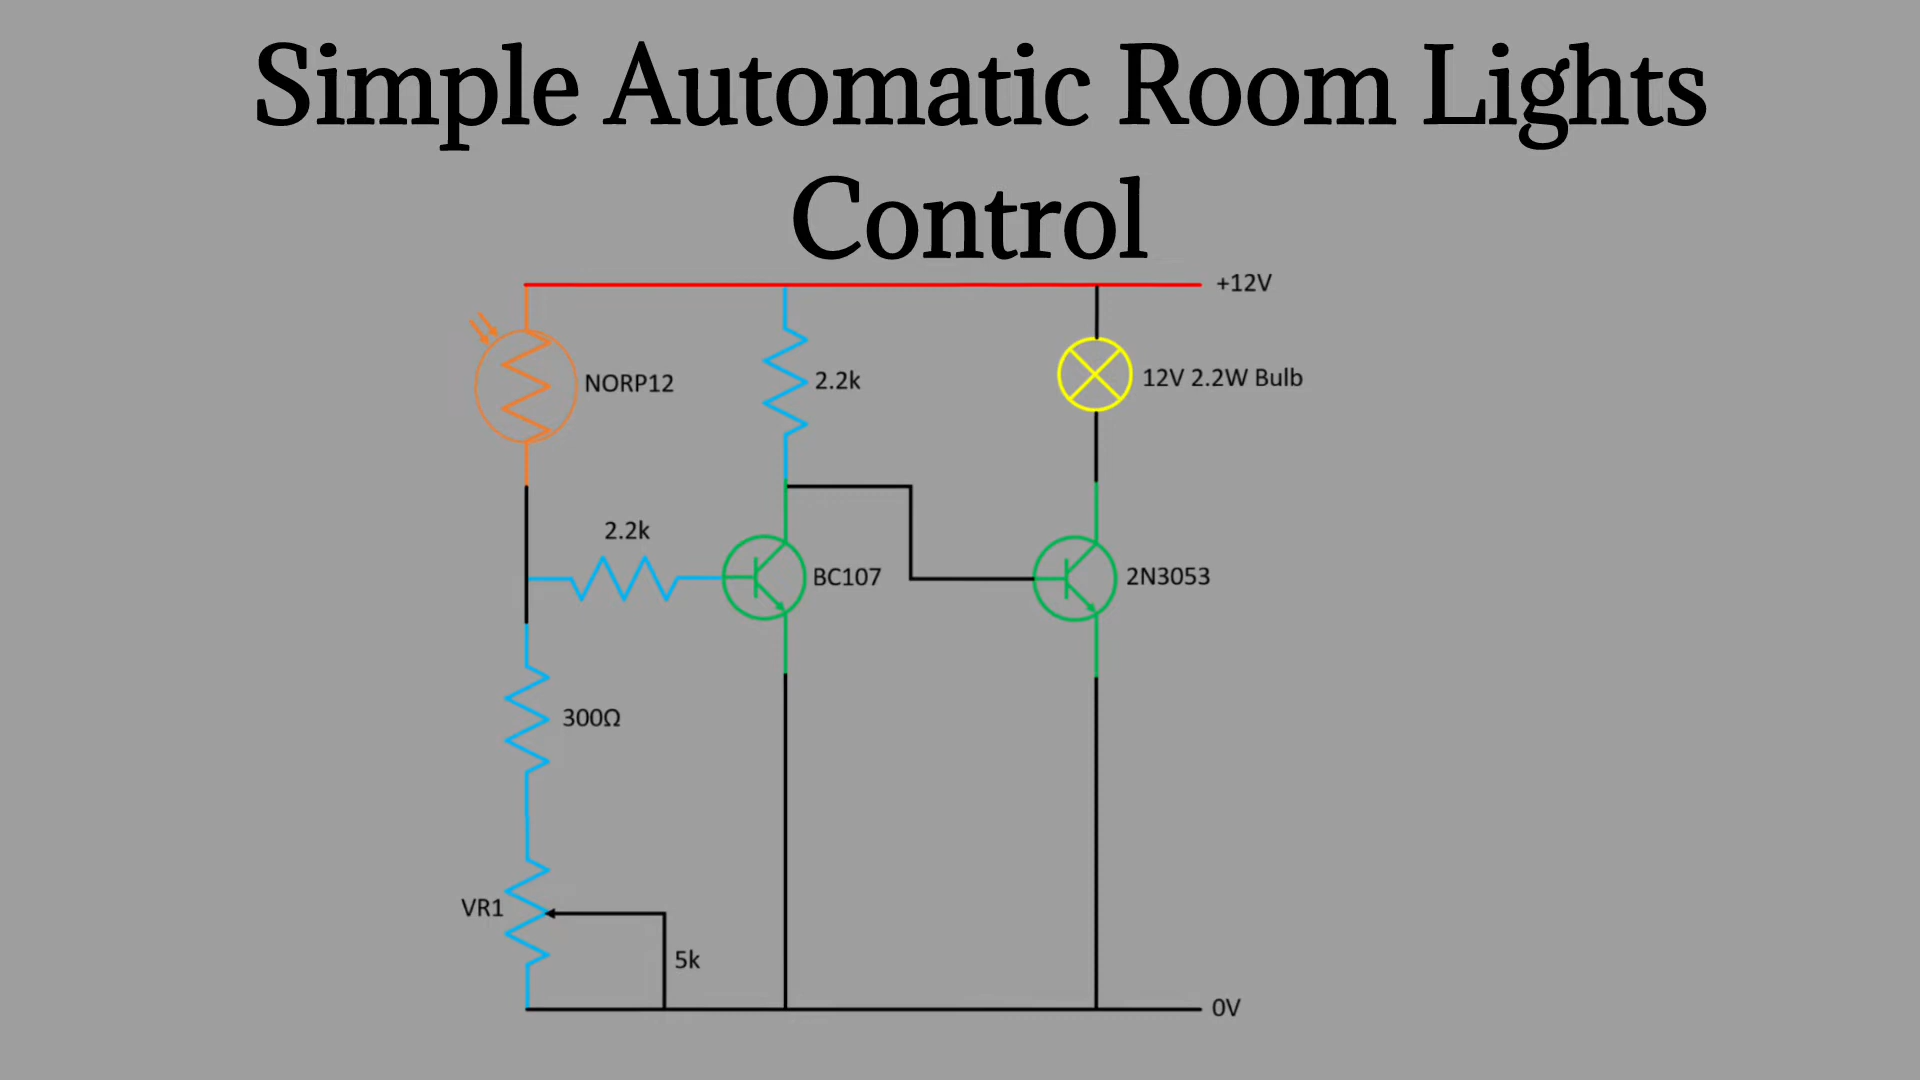 Simple Automatic Room Lights
Control
+12V
NORP12
2.2k
12V 2.2W Bulb
2.2k
BC107
2N3053
300Ω
VR1
5k
0V